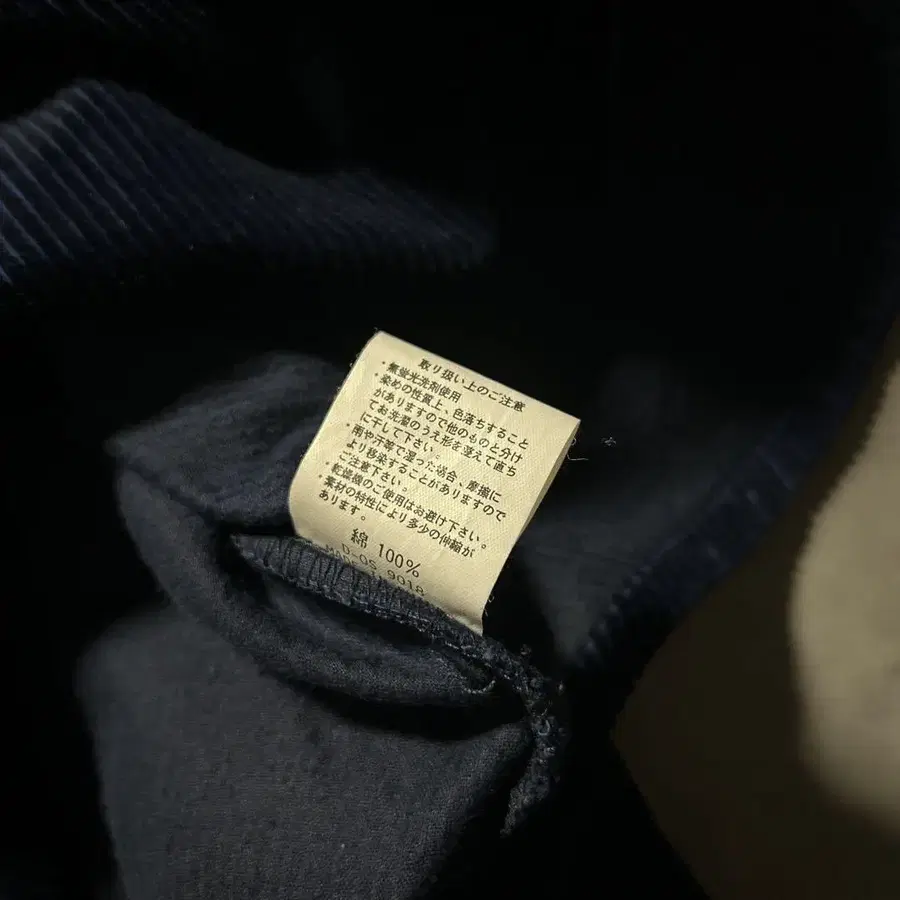 取り扱い上のご注意
・無蛍光洗剤使用
・染めの性質上、色落ちすること
がありますので他のものと分け
てお洗濯のうえ形を整えて直ち
に干して下さい。
・雨や汗等で湿った場合、摩擦に
より移染することがありますので
ご注意下さい。
・乾燥機のご使用はお避け下さい。
素材の特性により多少の伸縮が
あります。
綿 100%
D-OS 9018
MADE